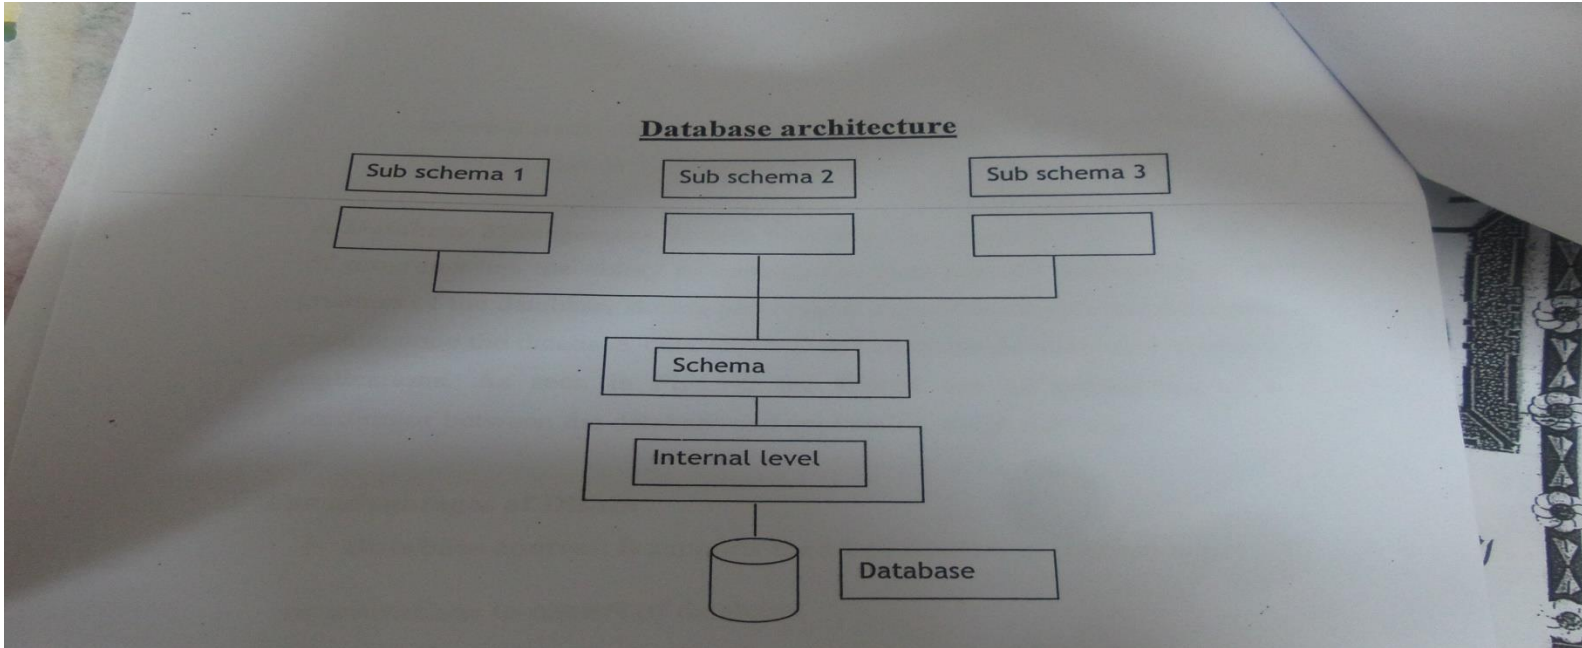 Database architecture
Sub schema 1
Sub schema 2
Sub schema 3
Schema
Internal level
Database